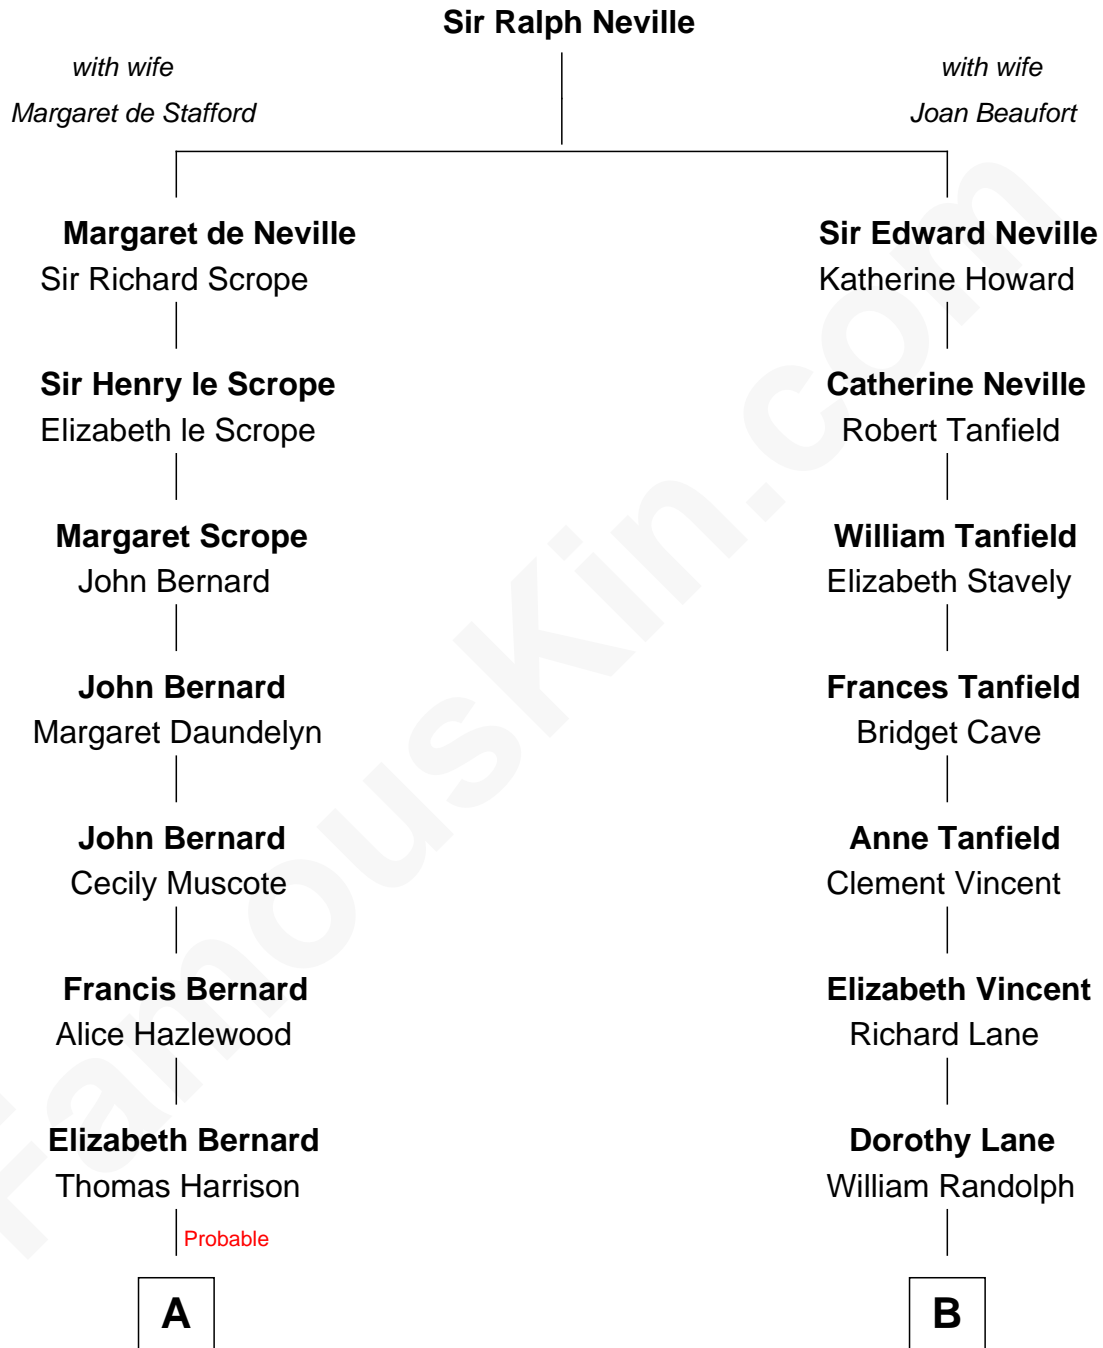 Sir Ralph Neville
with wife
Margaret de Stafford
with wife
Joan Beaufort
Margaret de Neville
Sir Richard Scrope
Sir Edward Neville
Katherine Howard
Sir Henry le Scrope
Elizabeth le Scrope
Catherine Neville
Robert Tanfield
Margaret Scrope
John Bernard
William Tanfield
Elizabeth Stavely
John Bernard
Margaret Daundelyn
Frances Tanfield
Bridget Cave
John Bernard
Cecily Muscote
Anne Tanfield
Clement Vincent
Francis Bernard
Alice Hazlewood
Elizabeth Vincent
Richard Lane
Elizabeth Bernard
Thomas Harrison
Probable
Dorothy Lane
William Randolph
A
B
FamousKin.com